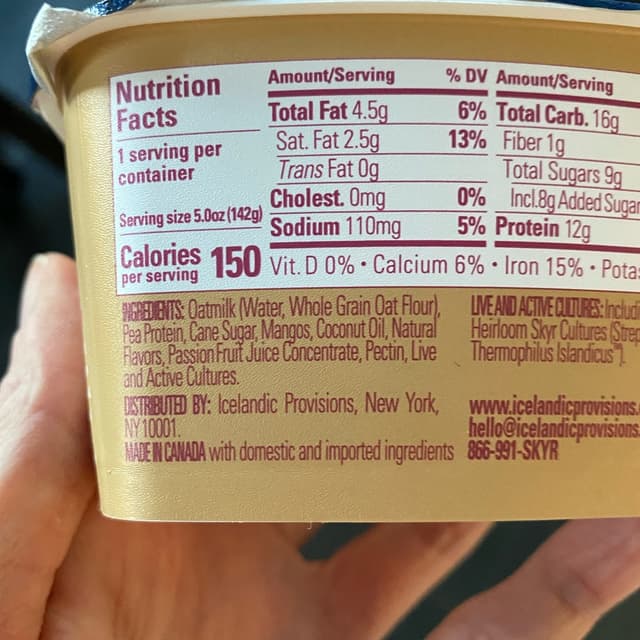 Nutrition
Facts
1 serving per
container
Serving size 5.0oz (142g)
Calories 150
per serving
Amount/Serving % DV
Total Fat 4.5g 6%
Sat. Fat 2.5g 13%
Trans Fat 0g
Cholest. 0mg 0%
Sodium 110mg 5%
Amount/Serving
Total Carb. 16g
Fiber 1g
Total Sugars 9g
Incl.8g Added Sugar
Protein 12g
Vit. D 0% • Calcium 6% • Iron 15% • Potas
INGREDIENTS: Oatmilk (Water, Whole Grain Oat Flour),
Pea Protein, Cane Sugar, Mangos, Coconut Oil, Natural
Flavors, Passion Fruit Juice Concentrate, Pectin, Live
and Active Cultures.
DISTRIBUTED BY: Icelandic Provisions, New York,
NY 10001.
MADE IN CANADA with domestic and imported ingredients
LIVE AND ACTIVE CULTURES: Includi
Heirloom Skyr Cultures (Strep
Thermophilus Islandicus™).
www.icelandicprovisions.
hello@icelandicprovisions.
866-991-SKYR